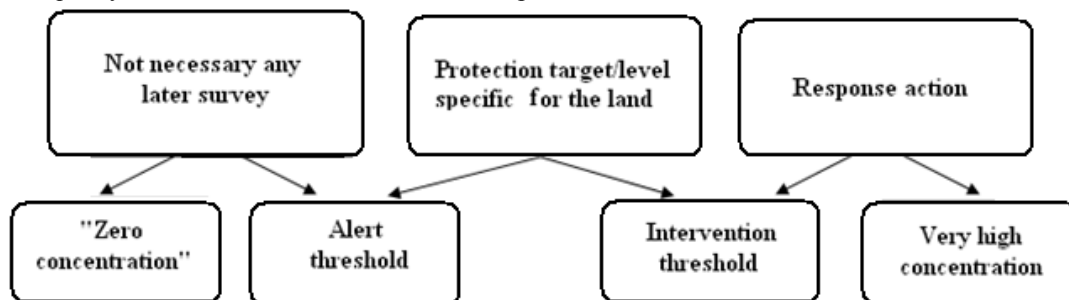 Not necessary any
later survey
Protection target/level
specific for the land
Response action
"Zero
concentration"
Alert
threshold
Intervention
threshold
Very high
concentration